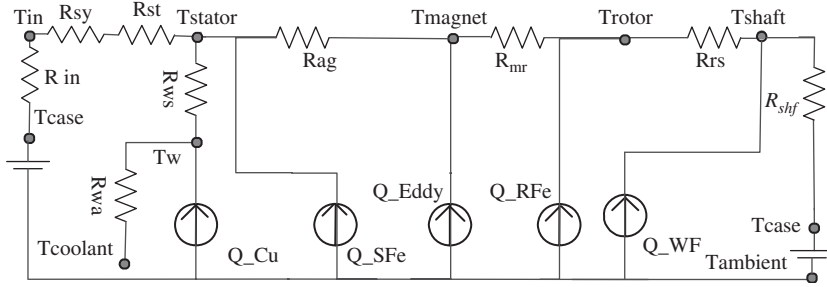 Tin
Rsy
Rst
Tstator
Tmagnet
Trotor
Tshaft
R in
Rws
Rag
Rmr
Rrs
Rshf
Tcase
Tw
Rwa
Q_Eddy
Q_RFe
Tcoolant
Q_Cu
Q_SFe
Q_WF
Tcase
Tambient